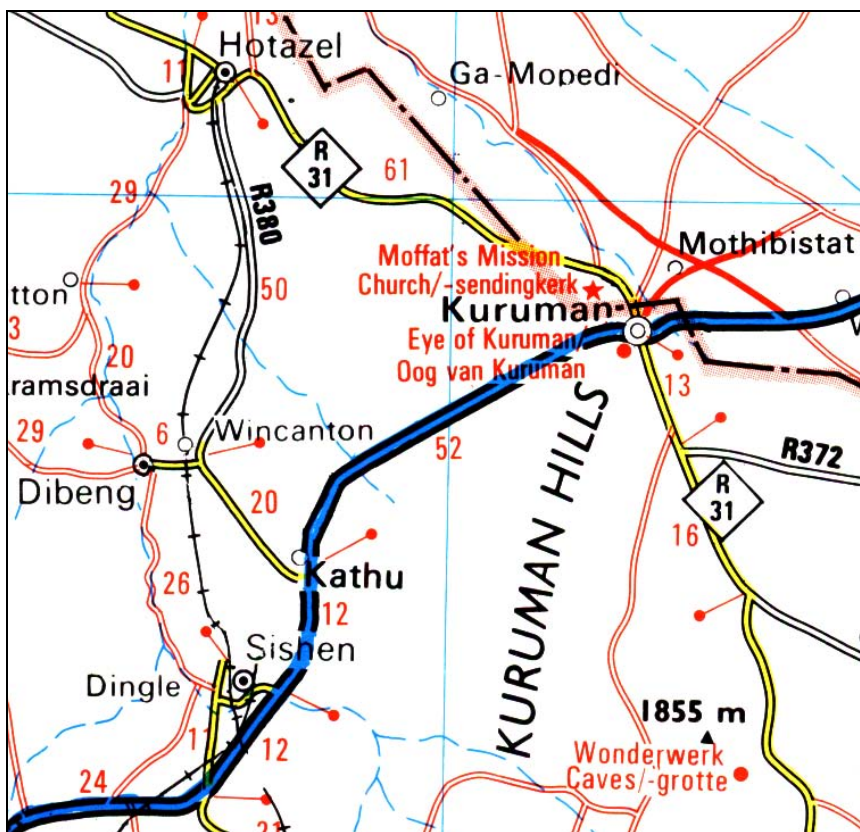 13
Hotazel
11
Ga-Mopedi
R
31
61
R380
29
Mothibistat
Moffat's Mission
Church/-sendingkerk
tton
50
Kuruman
3
Eye of Kuruman/
Oog van Kuruman
20
13
ramsdraai
6
Wincanton
29
52
R372
Dibeng
R
31
20
16
KURUMAN HILLS
Kathu
26
12
Sishen
Dingle
1855 m
11
12
Wonderwerk
Caves/-grotte
24